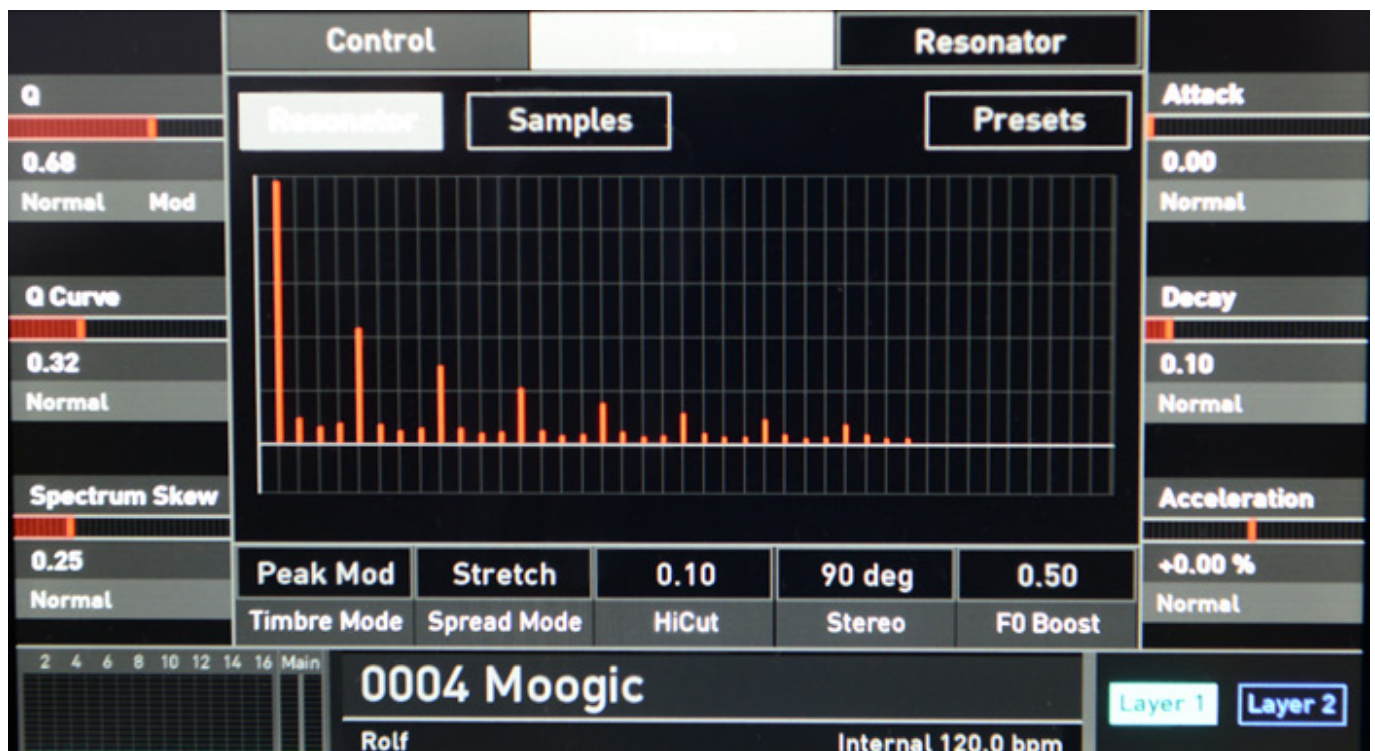 Control Timbre Resonator
Q
0.68
Normal Mod
Q Curve
0.32
Normal
Spectrum Skew
0.25
Normal
Resonator Samples Presets
Attack
0.00
Normal
Decay
0.10
Normal
Acceleration
+0.00 %
Normal
Peak Mod Stretch 0.10 90 deg 0.50
Timbre Mode Spread Mode HiCut Stereo F0 Boost
2 4 6 8 10 12 14 16 Main
0004 Moogic
Rolf Internal 120.0 bpm
Layer 1 Layer 2